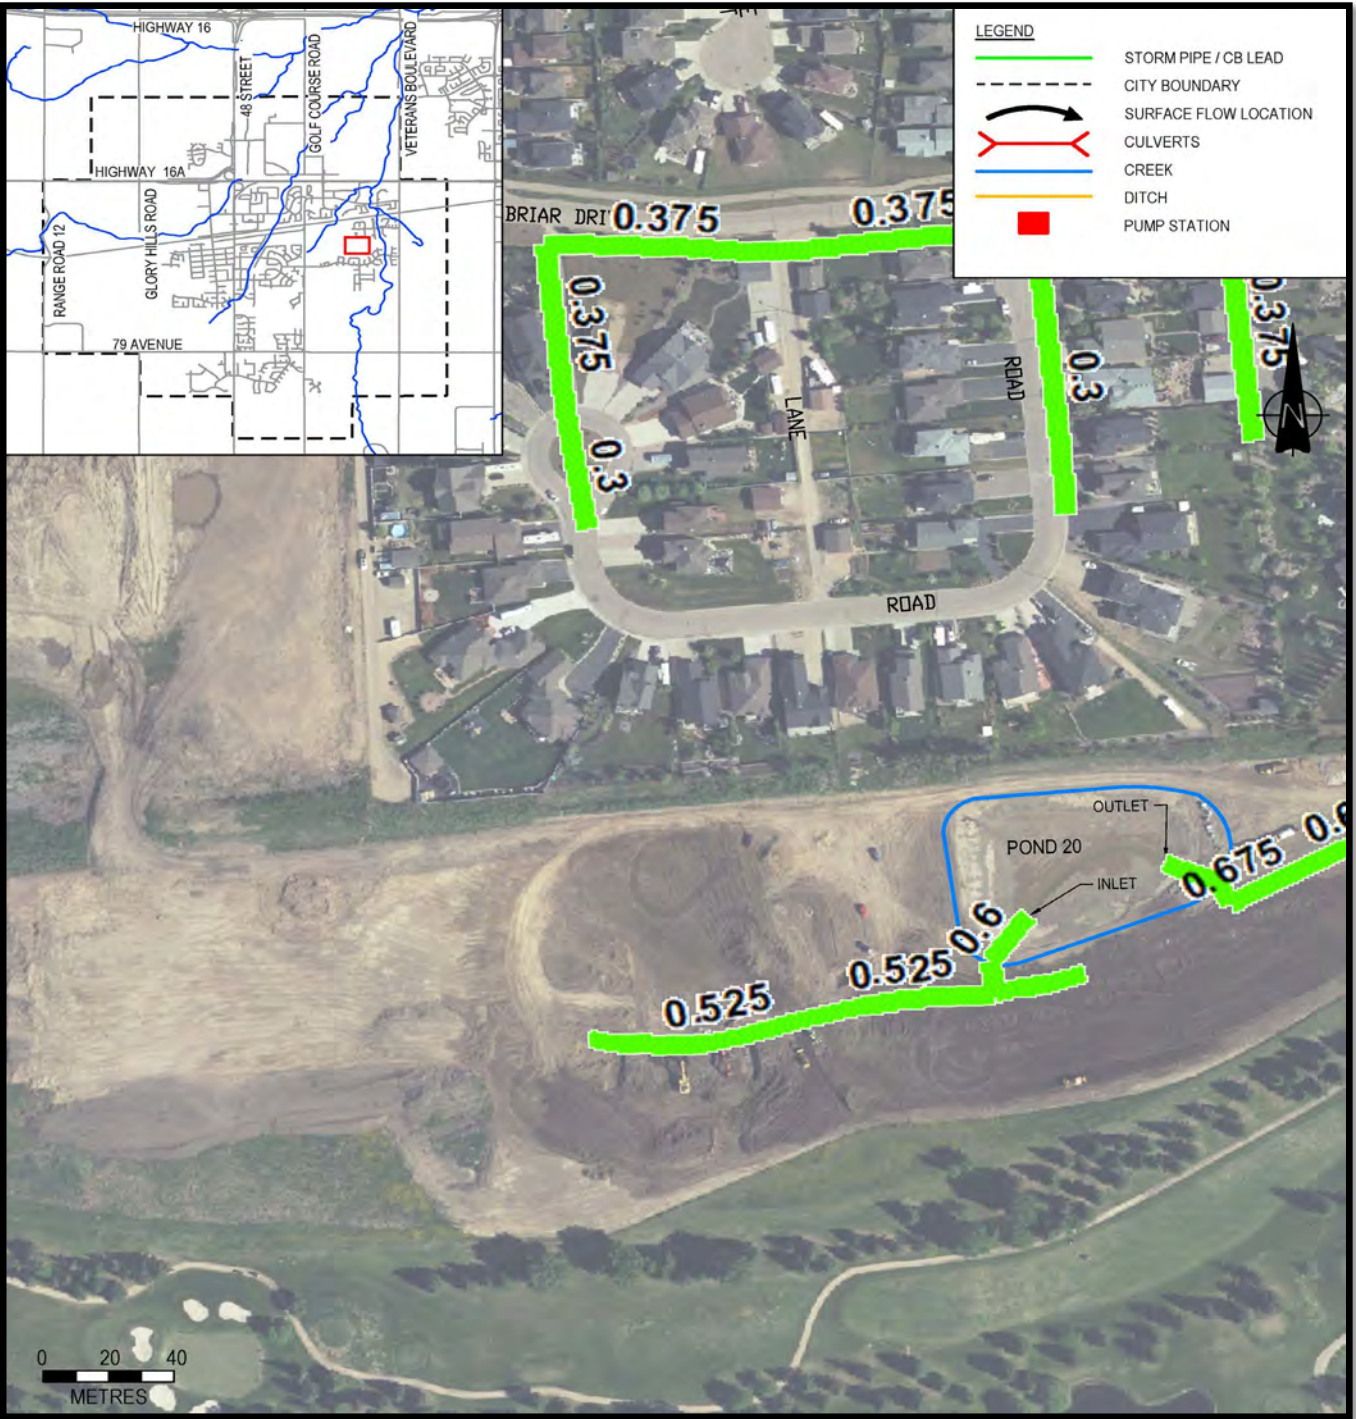 HIGHWAY 16
48 STREET
GOLF COURSE ROAD
VETERANS BOULEVARD
HIGHWAY 16A
GLORY HILLS ROAD
RANGE ROAD 12
79 AVENUE
LEGEND
STORM PIPE / CB LEAD
CITY BOUNDARY
SURFACE FLOW LOCATION
CULVERTS
CREEK
DITCH
PUMP STATION
BRIAR DRI
0.375
0.375
0.375
0.3
LANE
ROAD
0.3
0.375
N
ROAD
OUTLET
POND 20
INLET
0.675
0.6
0.525
0.525
0 20 40
METRES